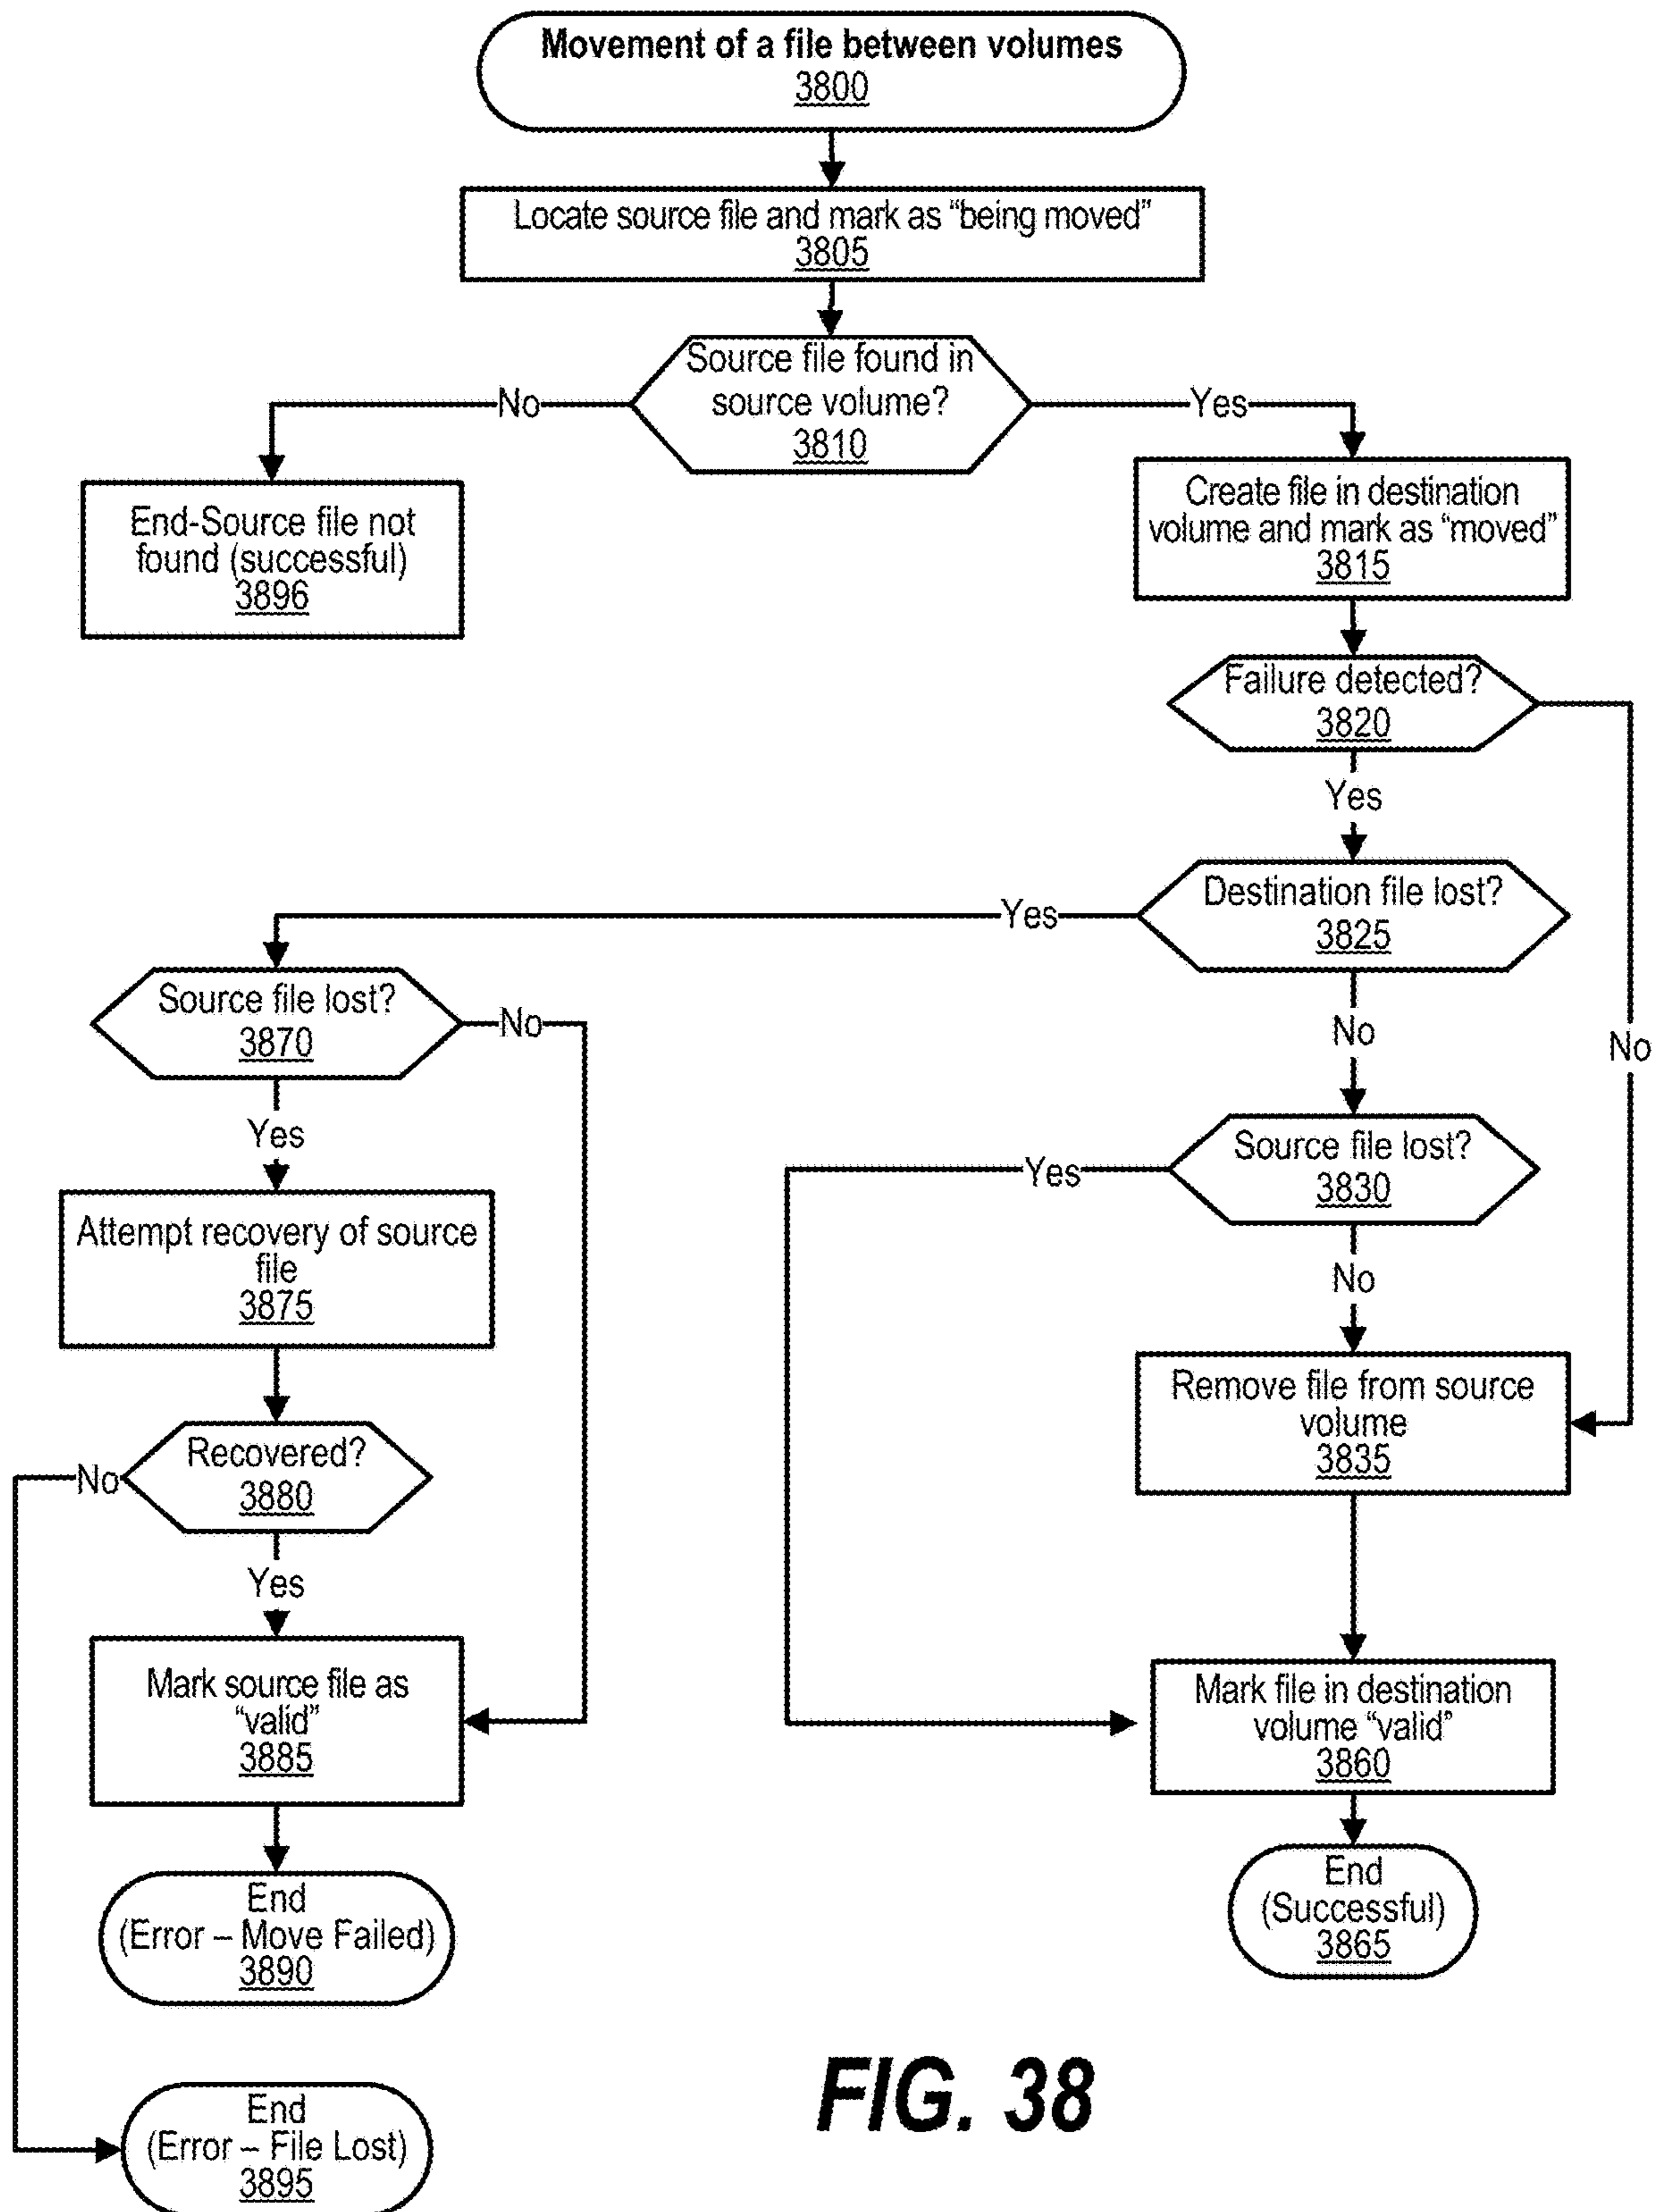 Movement of a file between volumes
3800
Locate source file and mark as “being moved”
3805
Source file found in
source volume?
3810
No
Yes
End-Source file not
found (successful)
3896
Create file in destination
volume and mark as “moved”
3815
Failure detected?
3820
Yes
No
Destination file lost?
3825
Yes
No
Source file lost?
3870
No
Yes
Source file lost?
3830
Yes
No
Attempt recovery of source
file
3875
Remove file from source
volume
3835
Recovered?
3880
No
Yes
Mark source file as
“valid”
3885
Mark file in destination
volume “valid”
3860
End
(Error – Move Failed)
3890
End
(Successful)
3865
End
(Error – File Lost)
3895
FIG. 38